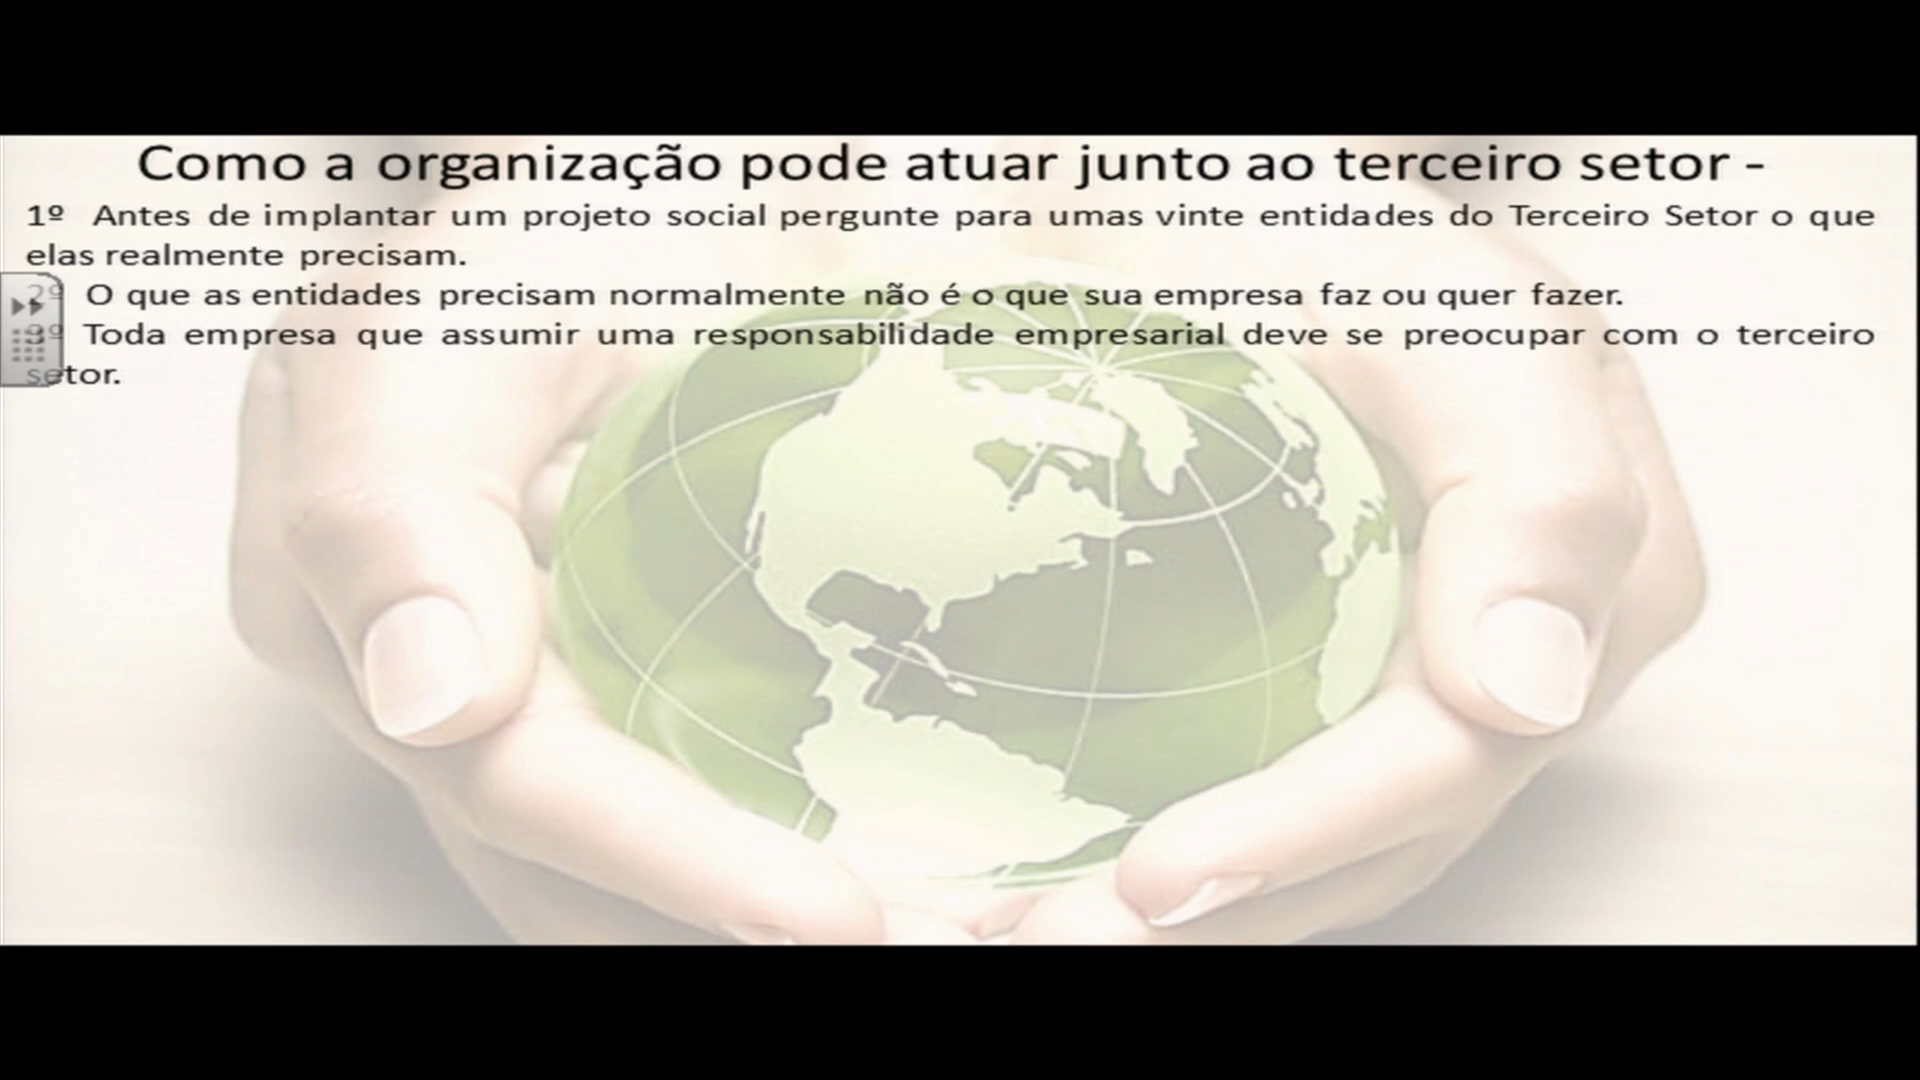 Como a organização pode atuar junto ao terceiro setor -
1º Antes de implantar um projeto social pergunte para umas vinte entidades do Terceiro Setor o que
elas realmente precisam.
2º O que as entidades precisam normalmente não é o que sua empresa faz ou quer fazer.
3º Toda empresa que assumir uma responsabilidade empresarial deve se preocupar com o terceiro
setor.